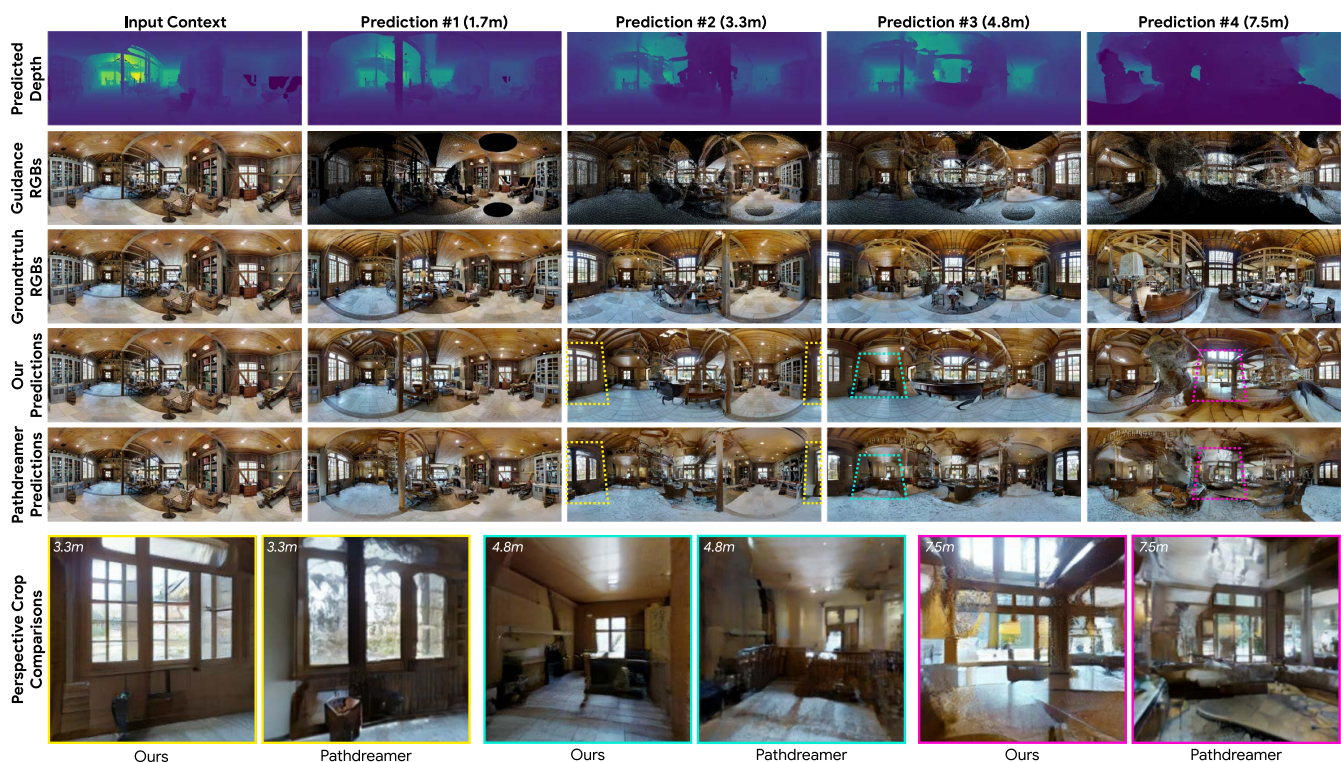 Input Context
Prediction #1 (1.7m)
Prediction #2 (3.3m)
Prediction #3 (4.8m)
Prediction #4 (7.5m)
Predicted
Depth
Guidance
RGBs
Groundtrtuh
RGBs
Our
Predictions
Pathdreamer
Predictions
Perspective Crop
Comparisons
3.3m
3.3m
4.8m
4.8m
7.5m
7.5m
Ours
Pathdreamer
Ours
Pathdreamer
Ours
Pathdreamer